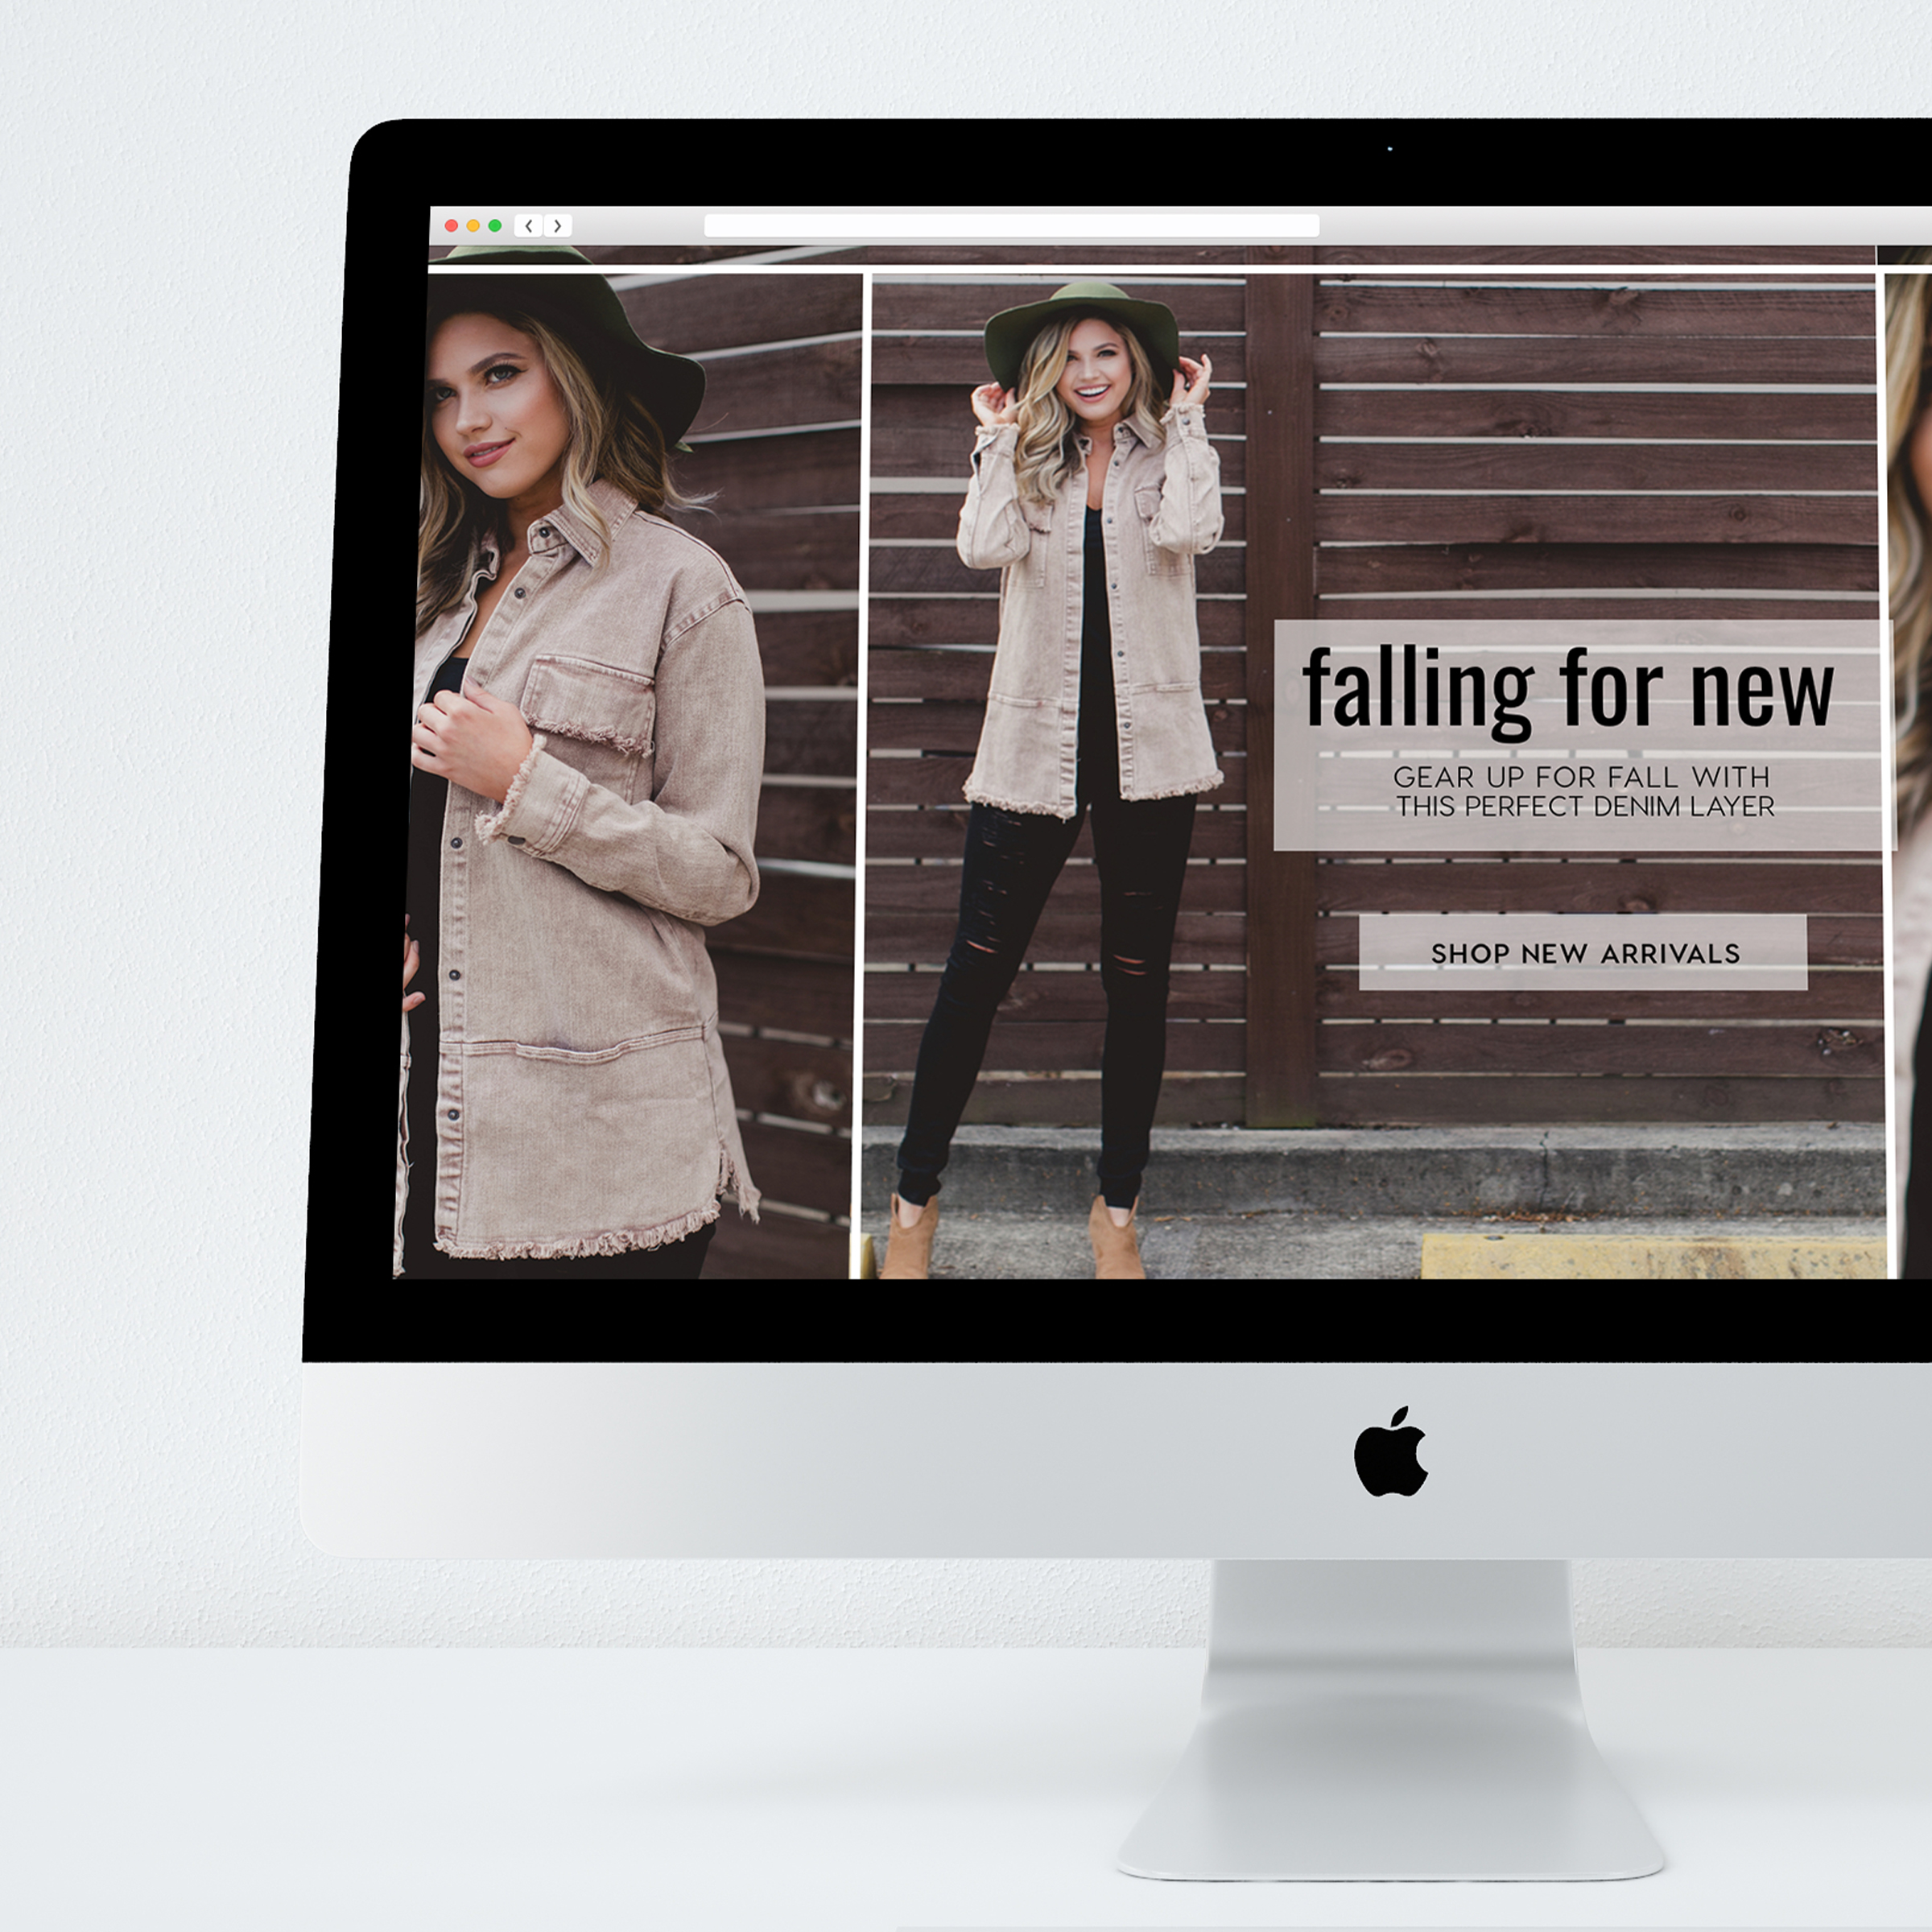 falling for new
GEAR UP FOR FALL WITH
THIS PERFECT DENIM LAYER
SHOP NEW ARRIVALS